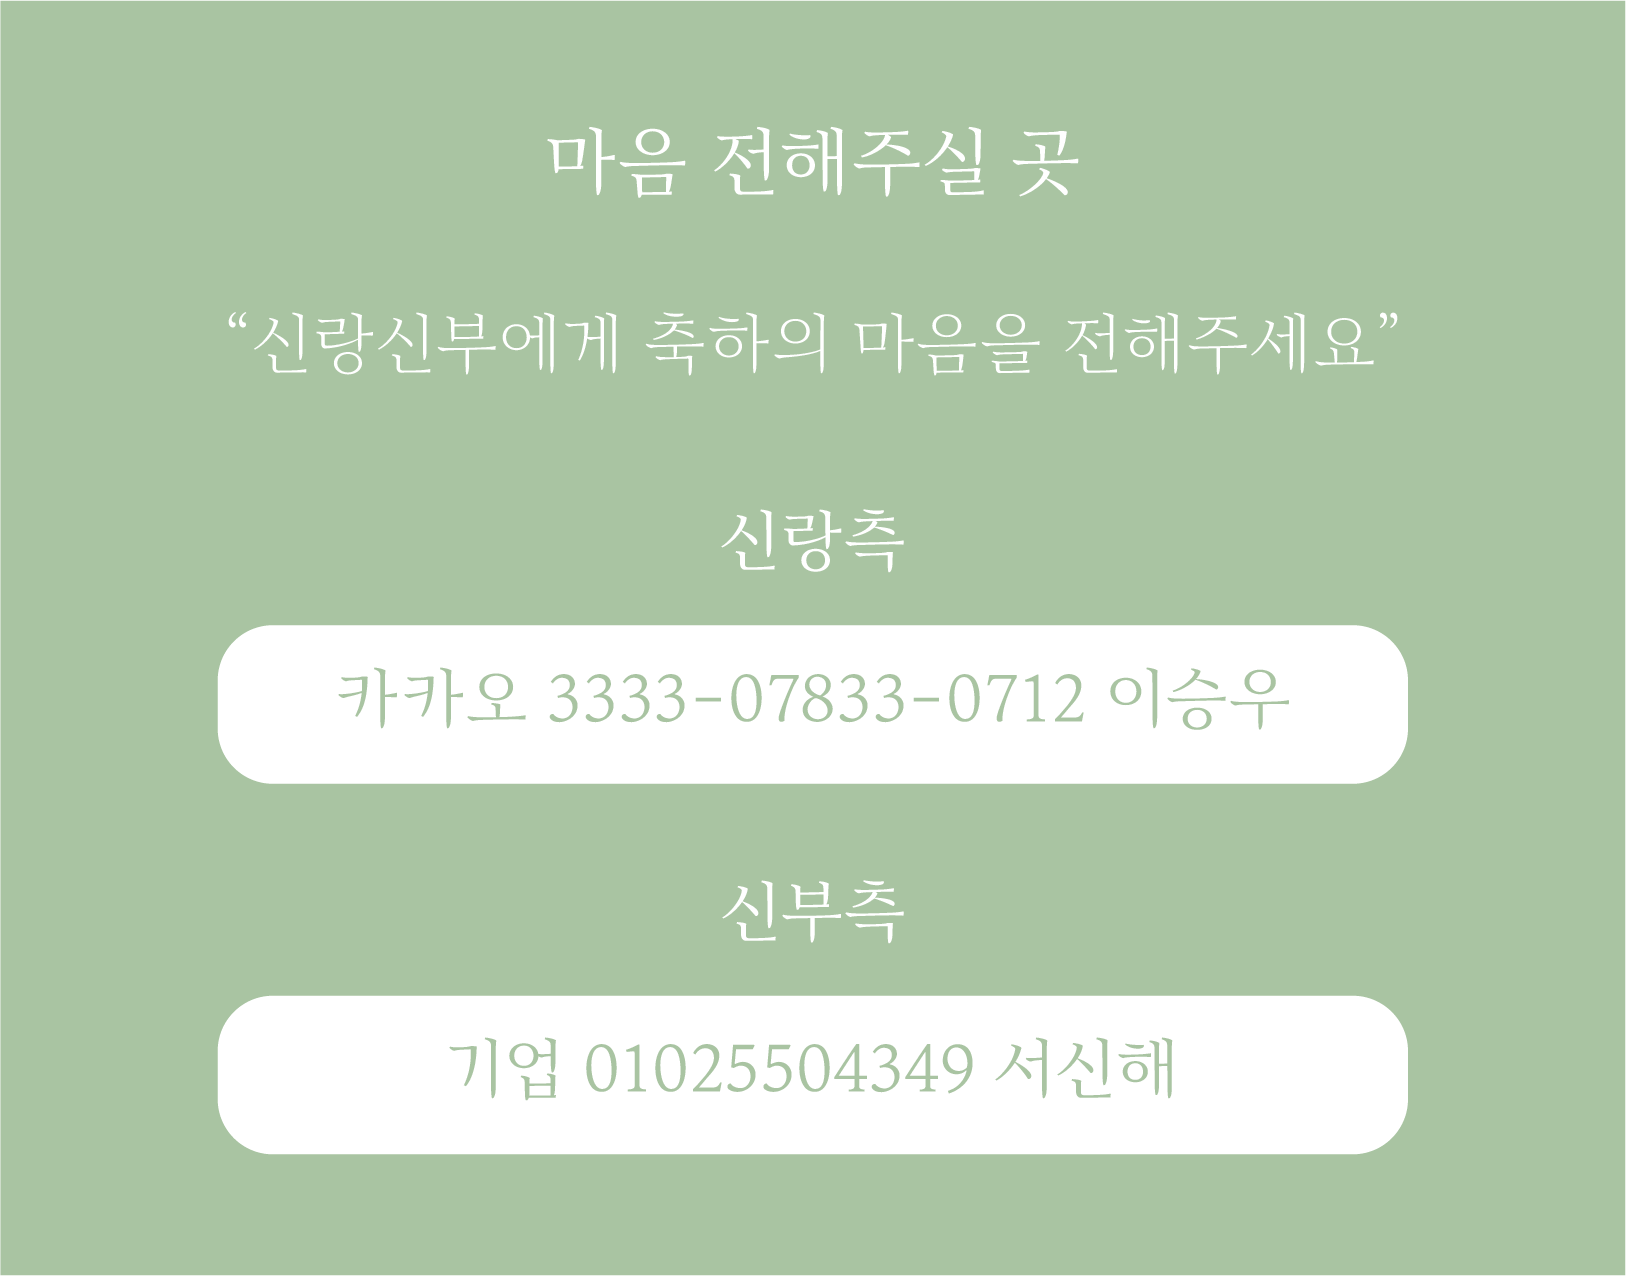 마음 전해주실 곳
“신랑신부에게 축하의 마음을 전해주세요”
신랑측
카카오 3333-07833-0712 이승우
신부측
기업 01025504349 서신해